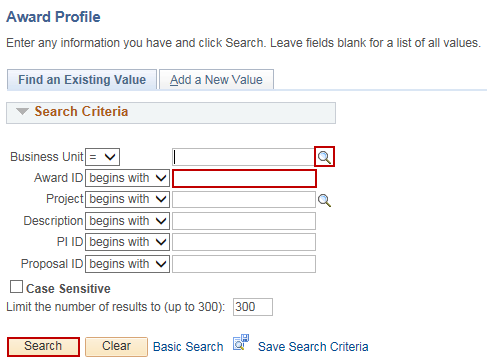 Award Profile
Enter any information you have and click Search. Leave fields blank for a list of all values.
Find an Existing Value Add a New Value
Search Criteria
Business Unit =
Award ID begins with
Project begins with
Description begins with
PI ID begins with
Proposal ID begins with
Case Sensitive
Limit the number of results to (up to 300): 300
Search Clear Basic Search Save Search Criteria